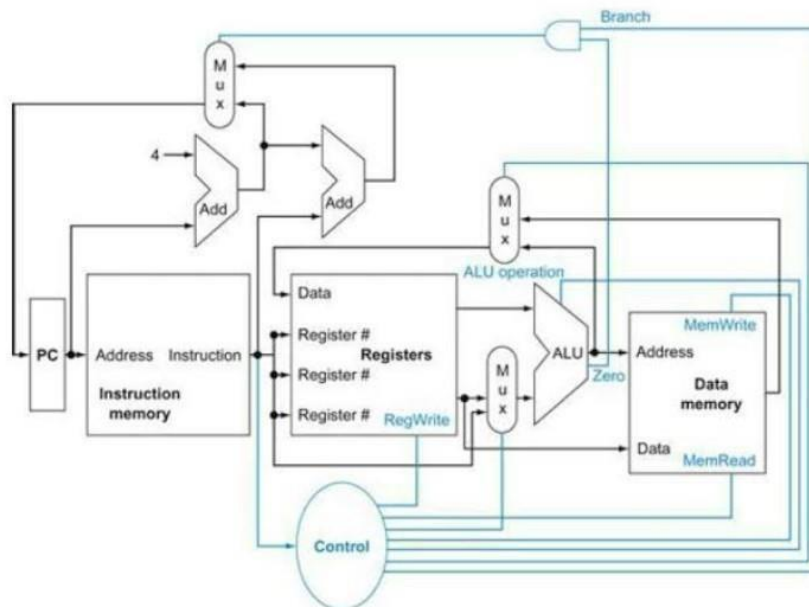 Branch
M
u
x
4
Add
Add
M
u
x
ALU operation
Data
PC
Address
Instruction
Instruction
memory
Register #
Register #
Register #
Registers
RegWrite
M
u
x
ALU
Zero
MemWrite
Address
Data
memory
Data
MemRead
Control